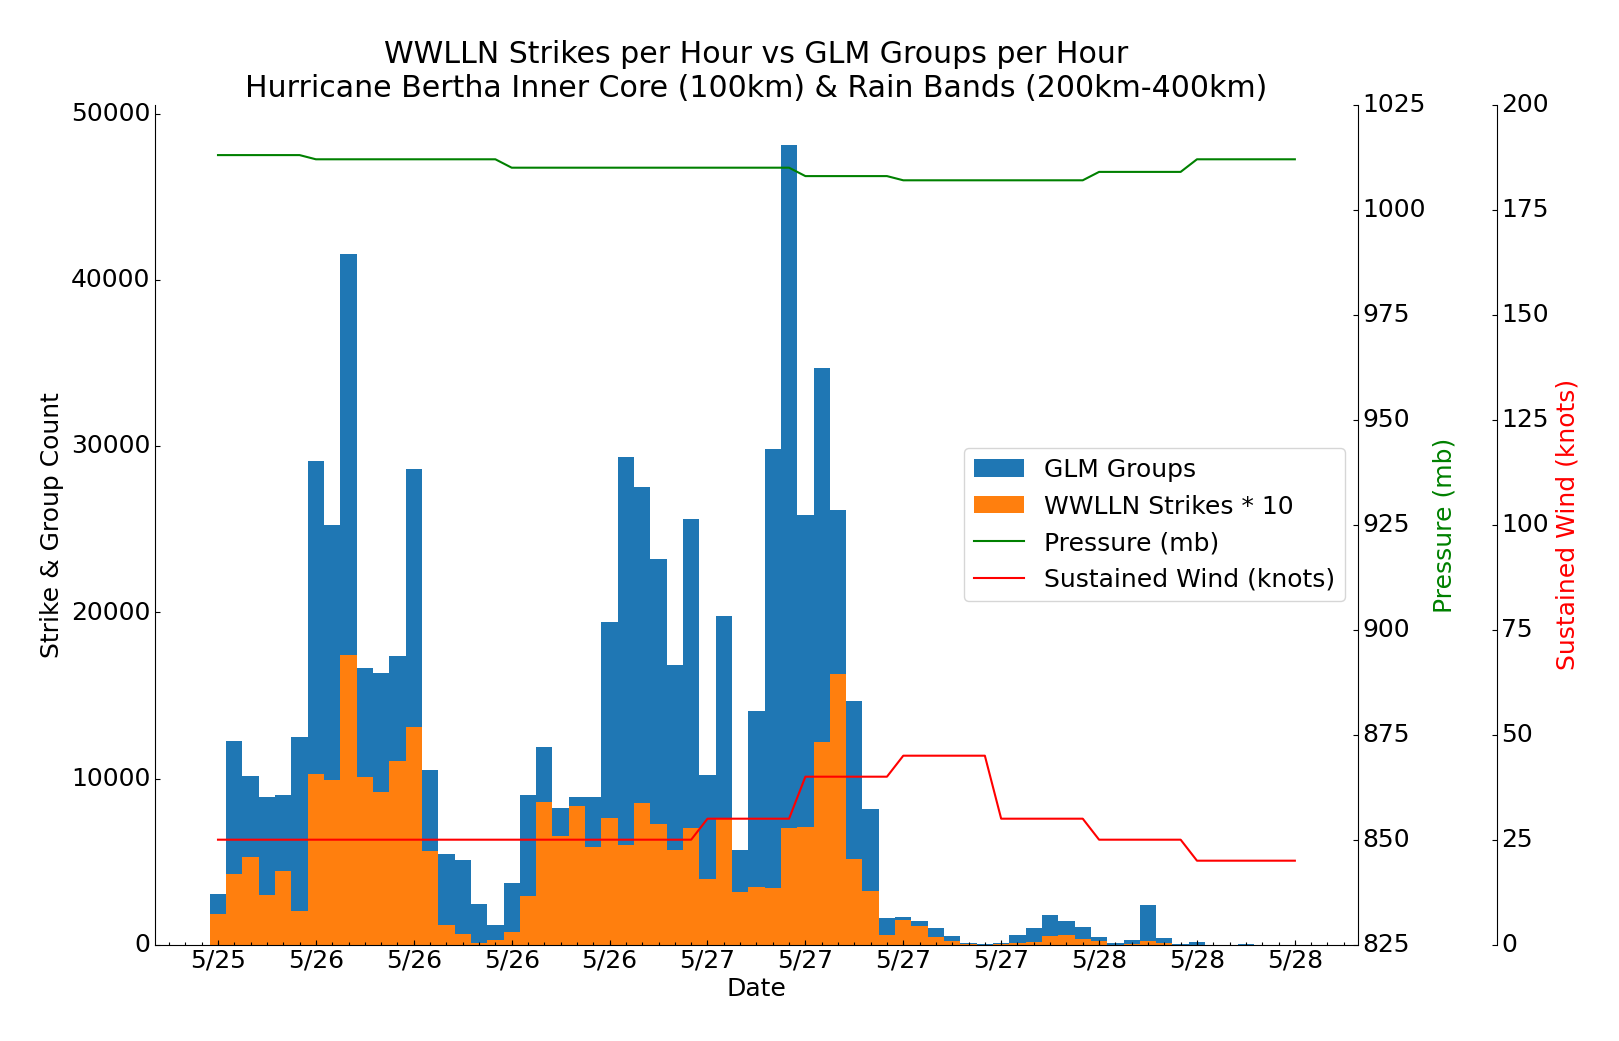 WWLLN Strikes per Hour vs GLM Groups per Hour
Hurricane Bertha Inner Core (100km) & Rain Bands (200km-400km)
Strike & Group Count
50000
40000
30000
20000
10000
0
5/25 5/26 5/26 5/26 5/26 5/27 5/27 5/27 5/27 5/28 5/28 5/28
Date
GLM Groups
WWLLN Strikes * 10
Pressure (mb)
Sustained Wind (knots)
1025
1000
975
950
925
900
875
850
825
Pressure (mb)
200
175
150
125
100
75
50
25
0
Sustained Wind (knots)